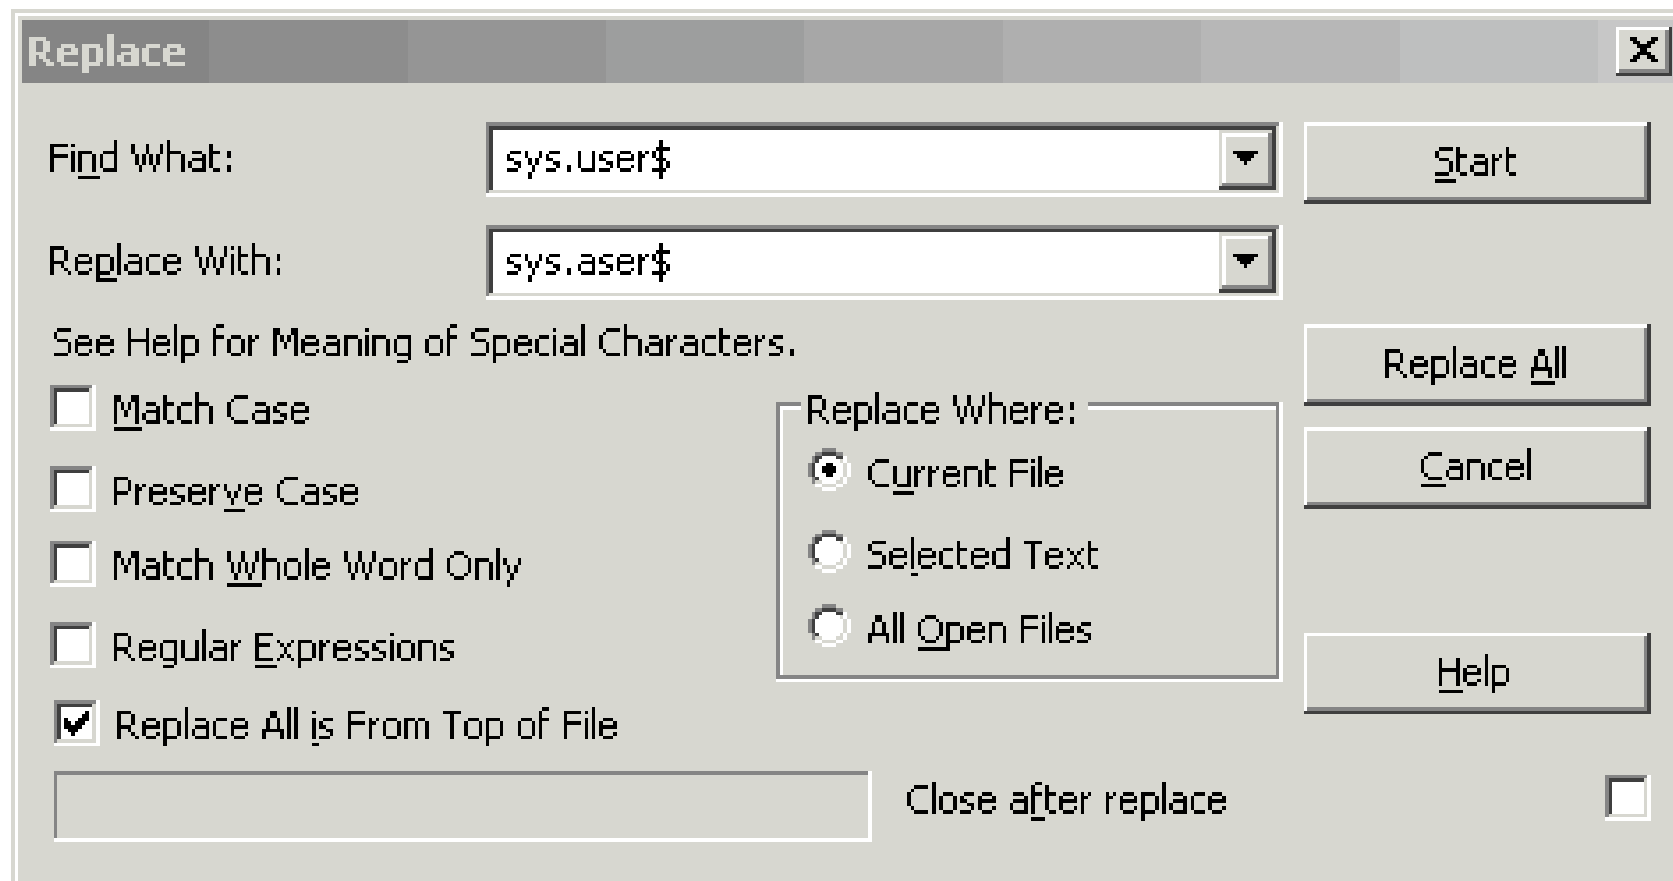 Replace
Find What:
sys.user$
Start
Replace With:
sys.aser$
See Help for Meaning of Special Characters.
Replace All
Match Case
Replace Where:
Preserve Case
Current File
Cancel
Match Whole Word Only
Selected Text
Regular Expressions
All Open Files
Help
Replace All is From Top of File
Close after replace